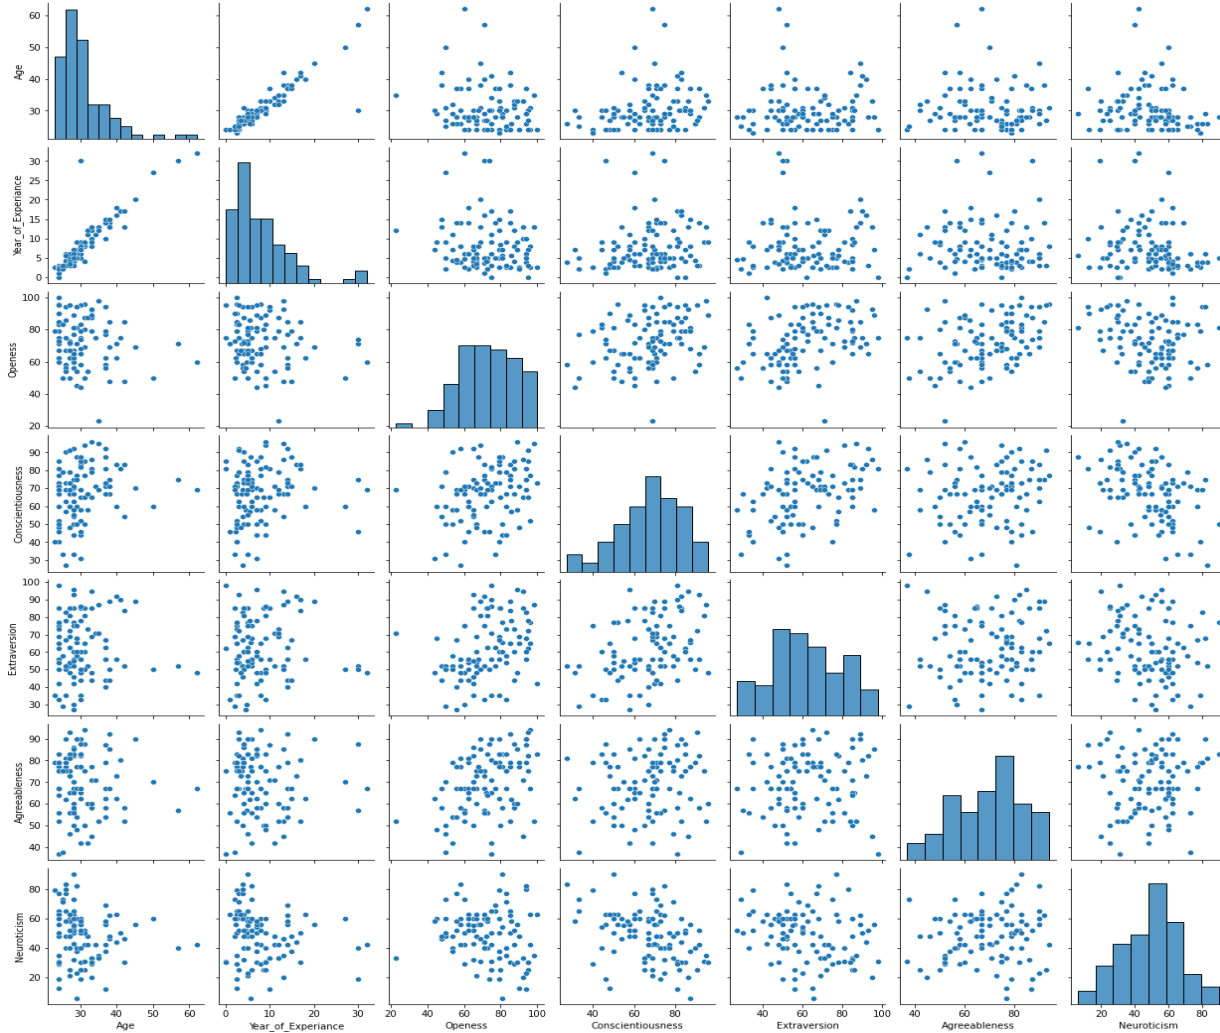 60
50
40
30
Age
30
25
20
15
10
5
0
Year_of_Experiance
100
80
60
40
20
Openess
90
80
70
60
50
40
30
Conscientiousness
100
90
80
70
60
50
40
30
Extraversion
90
80
70
60
50
40
Agreeableness
80
60
40
20
Neuroticism
30 40 50 60
0 10 20 30
20 40 60 80 100
40 60 80
40 60 80 100
40 60 80
20 40 60 80
Age Year_of_Experiance Openess Conscientiousness Extraversion Agreeableness Neuroticism